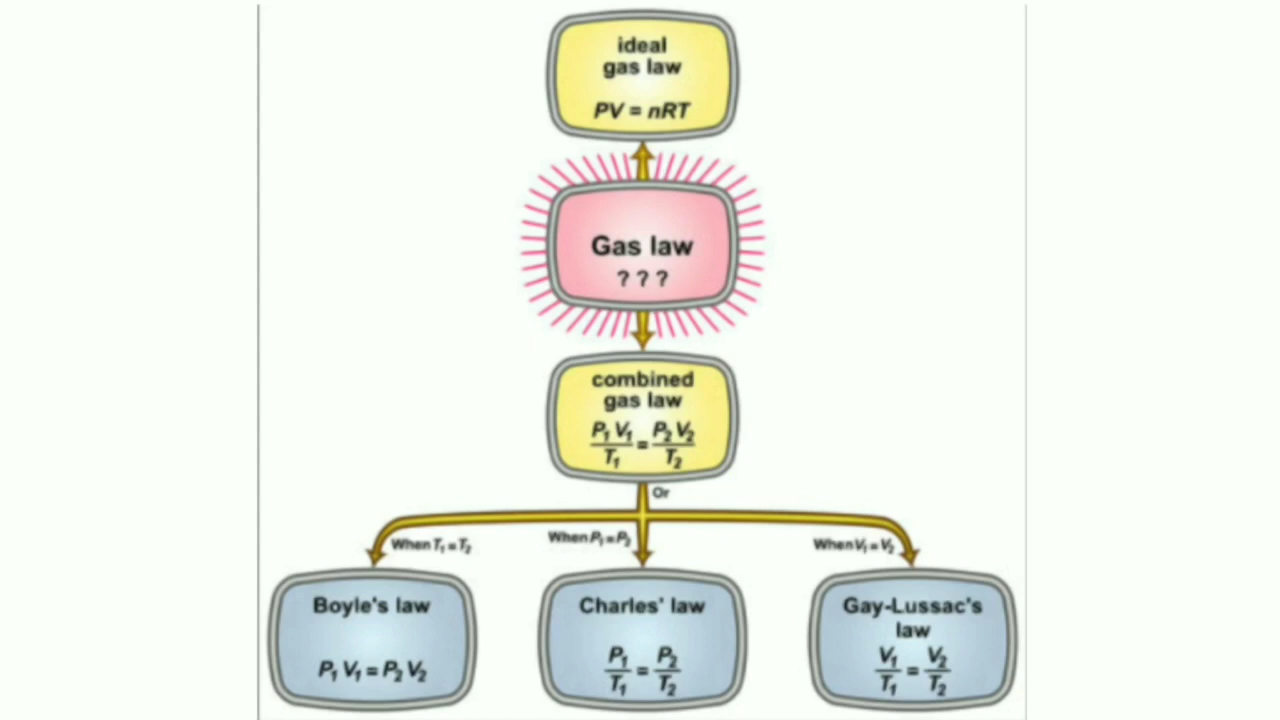 ideal
gas law
PV = nRT
Gas law
? ? ?
combined
gas law
P₁ V₁ / T₁ = P₂ V₂ / T₂
Or
When T₁ = T₂
When P₁ = P₂
When V₁ = V₂
Boyle's law
P₁ V₁ = P₂ V₂
Charles' law
P₁ / T₁ = P₂ / T₂
Gay-Lussac's
law
V₁ / T₁ = V₂ / T₂